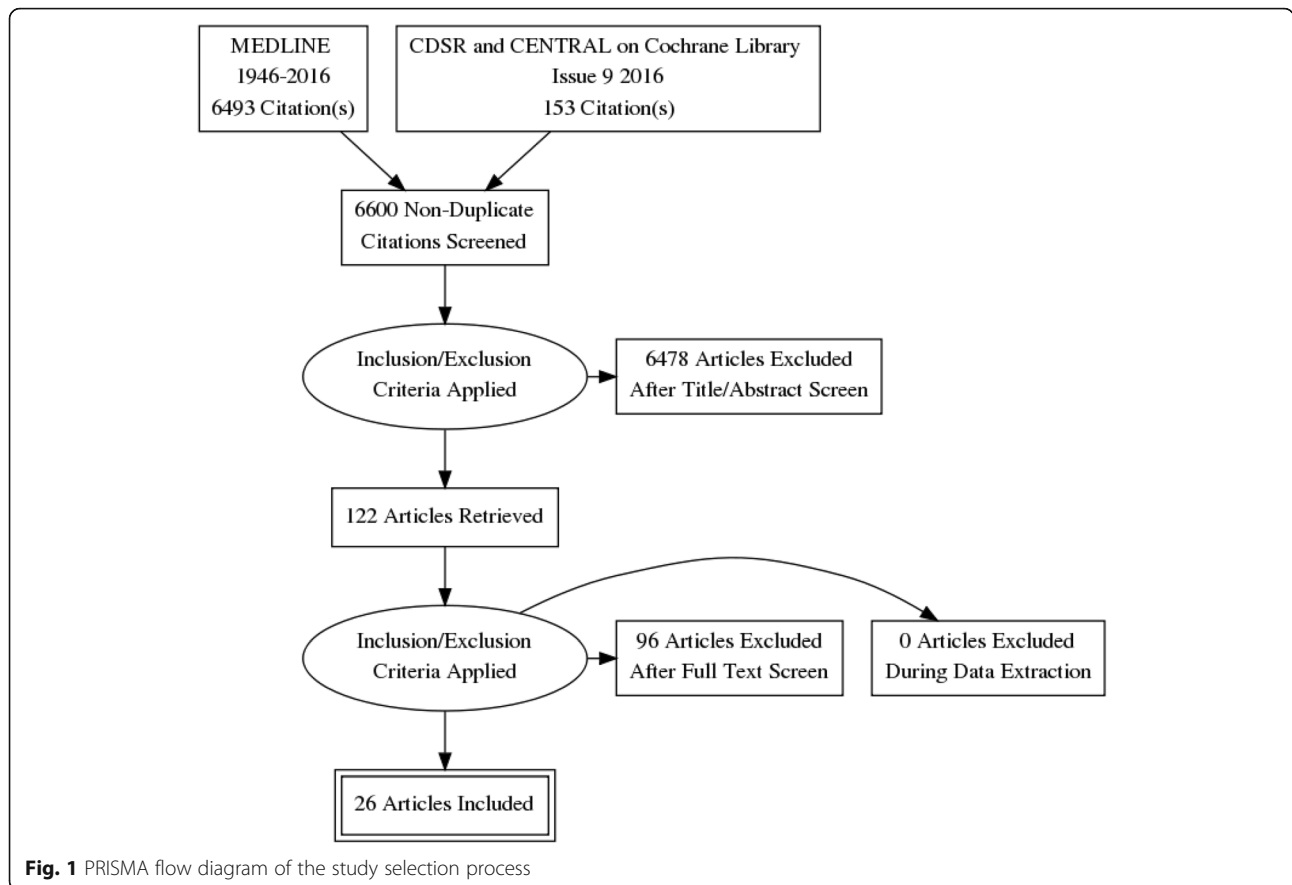 MEDLINE
1946-2016
6493 Citation(s)
CDSR and CENTRAL on Cochrane Library
Issue 9 2016
153 Citation(s)
6600 Non-Duplicate
Citations Screened
Inclusion/Exclusion
Criteria Applied
6478 Articles Excluded
After Title/Abstract Screen
122 Articles Retrieved
Inclusion/Exclusion
Criteria Applied
96 Articles Excluded
After Full Text Screen
0 Articles Excluded
During Data Extraction
26 Articles Included
Fig. 1 PRISMA flow diagram of the study selection process